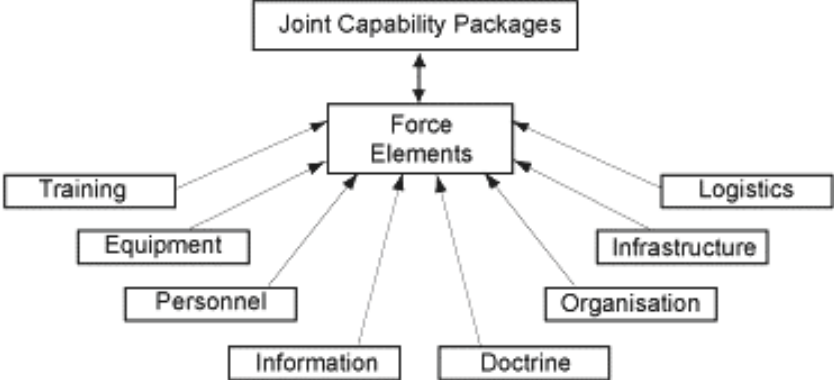 Joint Capability Packages
Force
Elements
Training
Logistics
Equipment
Infrastructure
Personnel
Organisation
Information
Doctrine